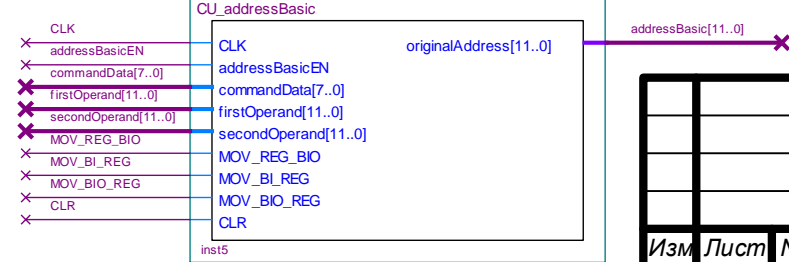 CU_addressBasic
CLK
addressBasicEN
commandData[7..0]
firstOperand[11..0]
secondOperand[11..0]
MOV_REG_BIO
MOV_BI_REG
MOV_BIO_REG
CLR
CLK
addressBasicEN
commandData[7..0]
firstOperand[11..0]
secondOperand[11..0]
MOV_REG_BIO
MOV_BI_REG
MOV_BIO_REG
CLR
originalAddress[11..0]
addressBasic[11..0]
inst5
Изм Лист